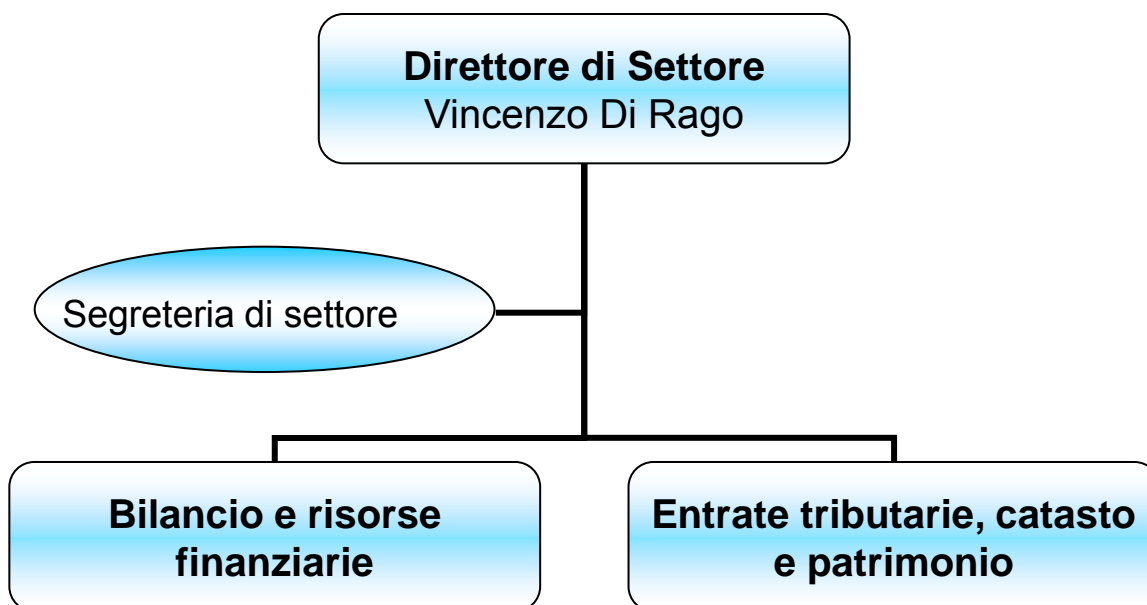 Direttore di Settore
Vincenzo Di Rago
Segreteria di settore
Bilancio e risorse
finanziarie
Entrate tributarie, catasto
e patrimonio